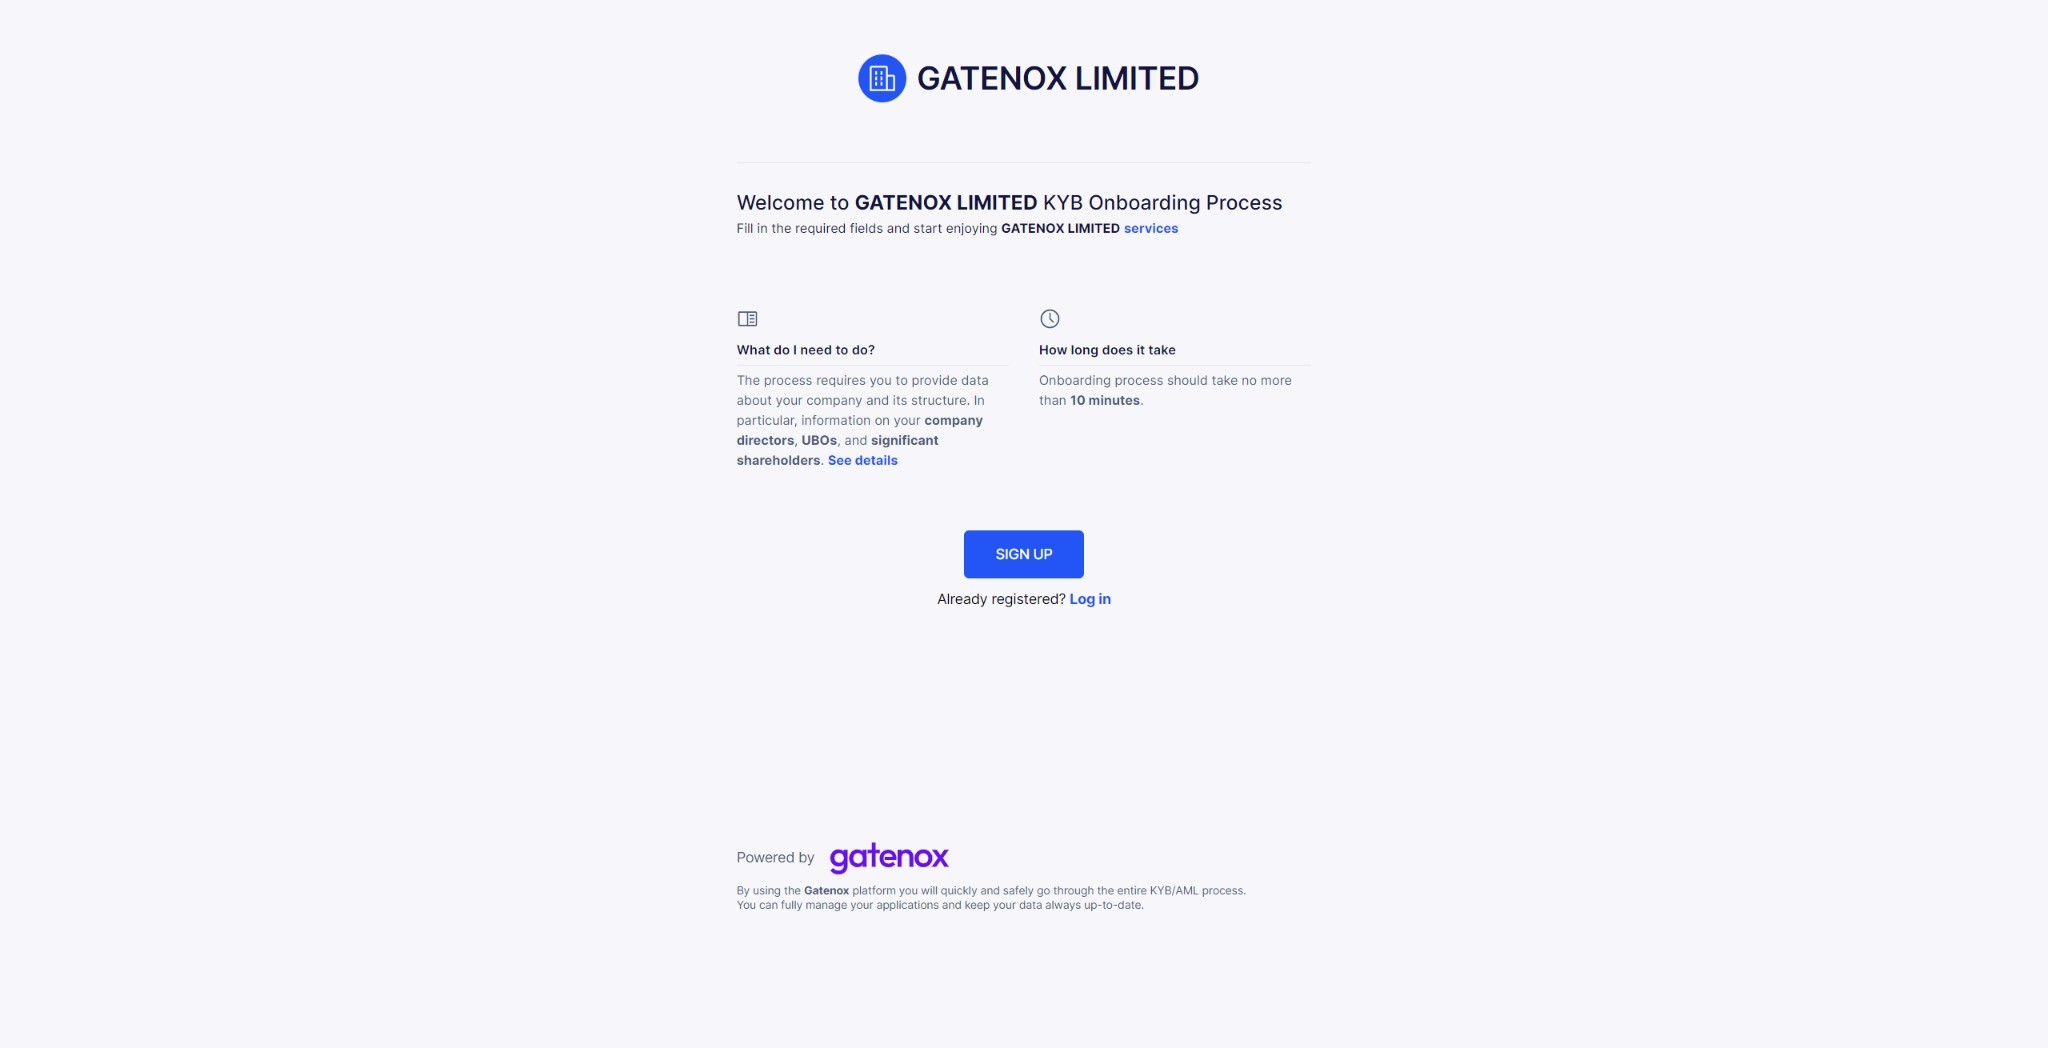 GATENOX LIMITED
Welcome to GATENOX LIMITED KYB Onboarding Process
Fill in the required fields and start enjoying GATENOX LIMITED services
What do I need to do?
The process requires you to provide data
about your company and its structure. In
particular, information on your company
directors, UBOs, and significant
shareholders. See details
How long does it take
Onboarding process should take no more
than 10 minutes.
SIGN UP
Already registered? Log in
Powered by gatenox
By using the Gatenox platform you will quickly and safely go through the entire KYB/AML process.
You can fully manage your applications and keep your data always up-to-date.